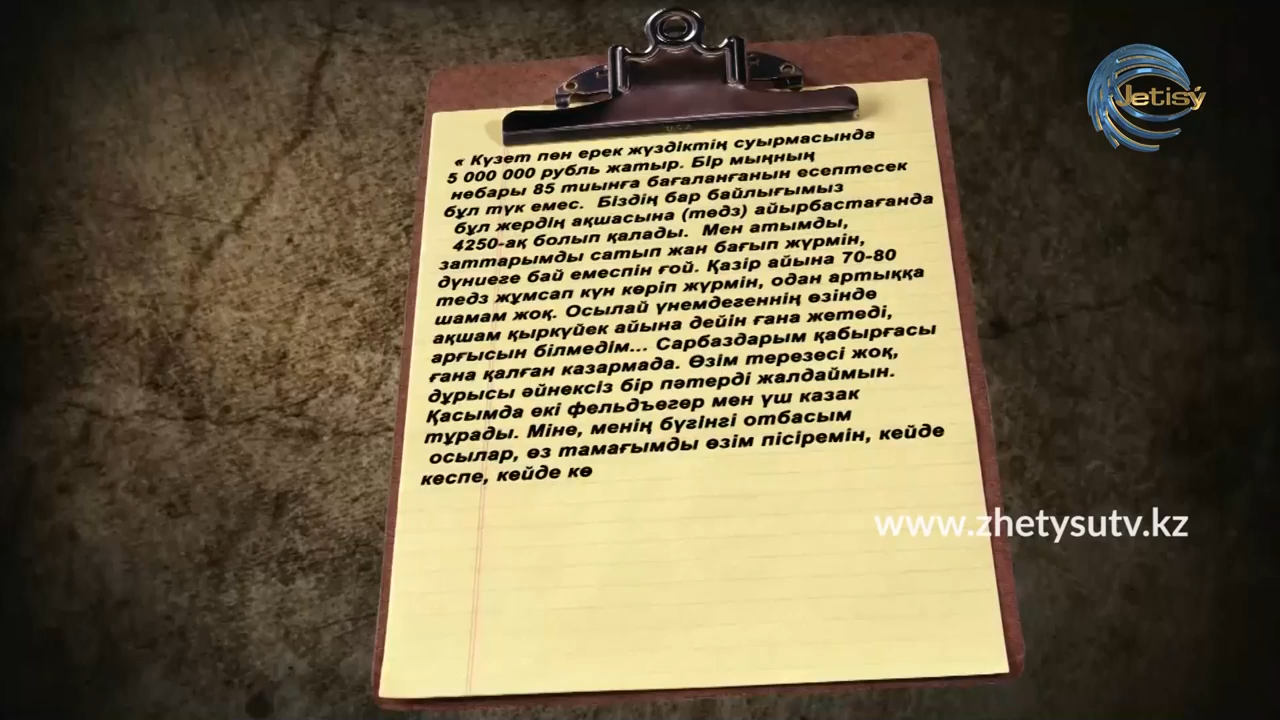 Jetisý
« Күзет пен ерек жүздіктің суырмасында
5 000 000 рубль жатыр. Бір мыңның
небары 85 тиынға бағаланғанын есептесек
бұл түк емес. Біздің бар байлығымыз
бұл жердің ақшасына (тедз) айырбастағанда
4250-ақ болып қалады. Мен атымды,
заттарымды сатып жан бағып жүрмін,
дүниеге бай емеспін ғой. Қазір айына 70-80
тедз жұмсап күн көріп жүрмін, одан артыққа
шамам жоқ. Осылай үнемдегеннің өзінде
ақшам қыркүйек айына дейін ғана жетеді,
арғысын білмедім... Сарбаздарым қабырғасы
ғана қалған казармада. Өзім терезесі жоқ,
дұрысы әйнексіз бір пәтерді жалдаймын.
Қасымда екі фельдъегер мен үш казак
тұрады. Міне, менің бүгінгі отбасым
осылар, өз тамағымды өзім пісіремін, кейде
кеспе, кейде кө
www.zhetysutv.kz